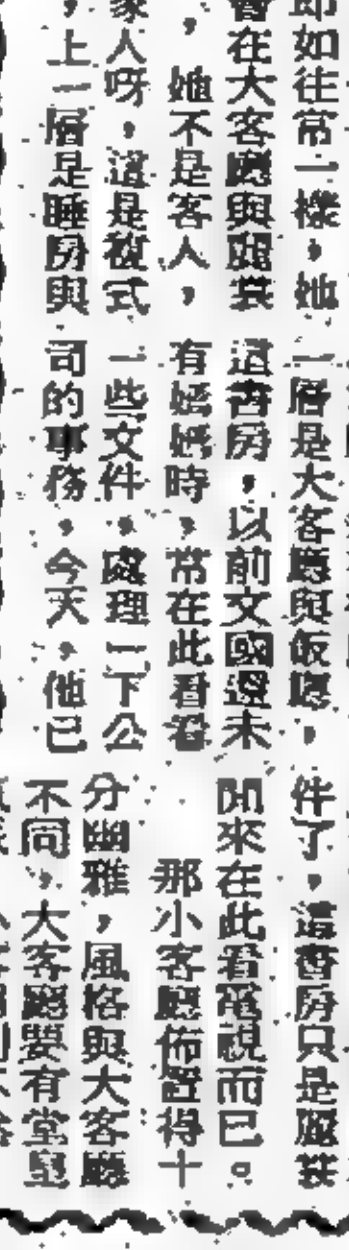 即如往常一樣，她
會在大客廳與麗裳
，她不是客人，
家人呀，這是複式
，上一層是睡房與
一層是大客廳與飯廳，
這書房，以前文國還未
有媽媽時，常在此看看
一些文件，處理一下公
司的事務，今天，他已
件了，這書房只是麗裳
閒來在此看電視而已。
那小客廳佈置得十
分幽雅，風格與大客廳
不同，大客廳要有堂皇